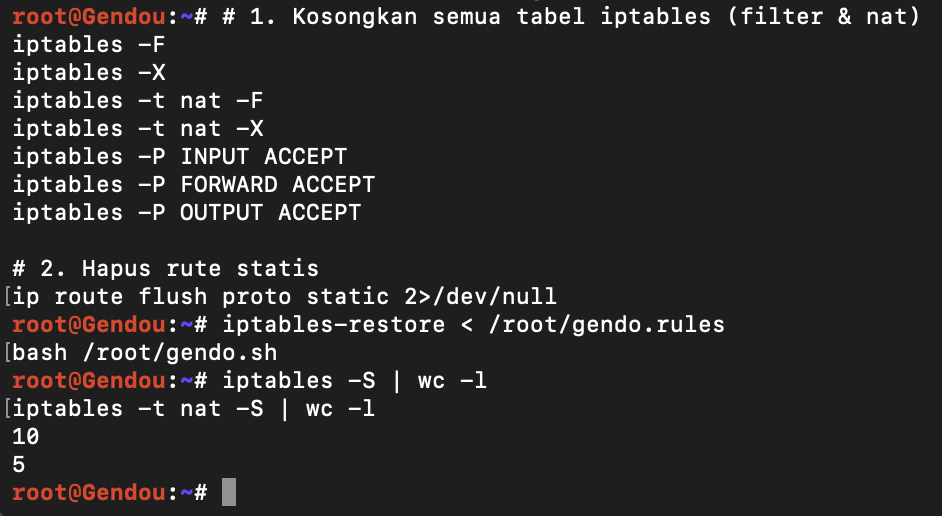 root@Gendou:~# # 1. Kosongkan semua tabel iptables (filter & nat)
iptables -F
iptables -X
iptables -t nat -F
iptables -t nat -X
iptables -P INPUT ACCEPT
iptables -P FORWARD ACCEPT
iptables -P OUTPUT ACCEPT
# 2. Hapus rute statis
[ip route flush proto static 2>/dev/null
root@Gendou:~# iptables-restore < /root/gendo.rules
[bash /root/gendo.sh
root@Gendou:~# iptables -S | wc -l
[iptables -t nat -S | wc -l
10
5
root@Gendou:~#